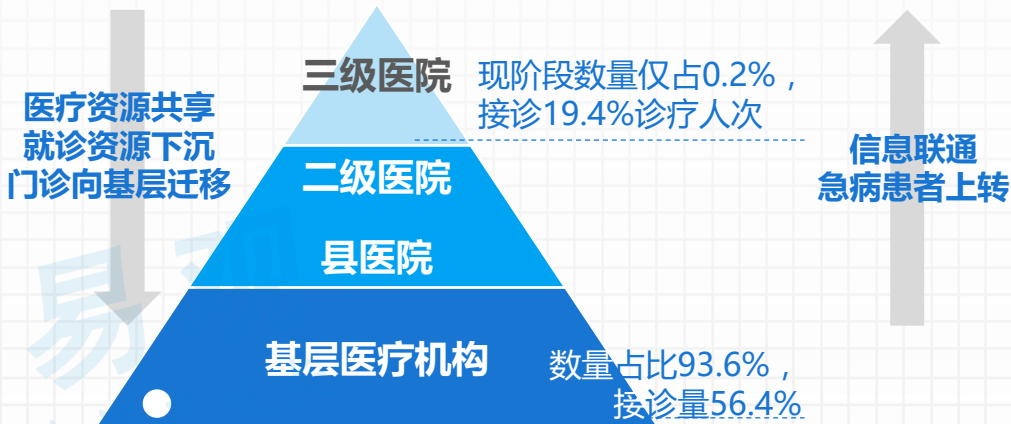 三级医院
现阶段数量仅占0.2%，
接诊19.4%诊疗人次
医疗资源共享
就诊资源下沉
门诊向基层迁移
信息联通
急病患者上转
二级医院
县医院
基层医疗机构
数量占比93.6%，
接诊量56.4%
易观